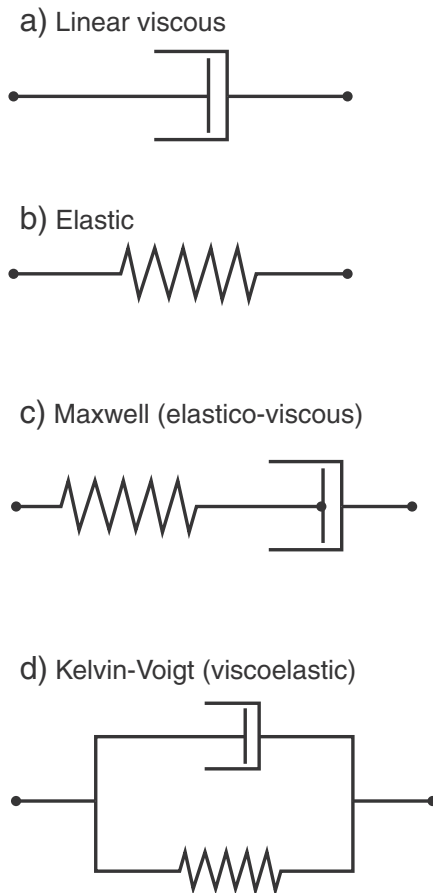 a) Linear viscous
b) Elastic
c) Maxwell (elastico-viscous)
d) Kelvin-Voigt (viscoelastic)